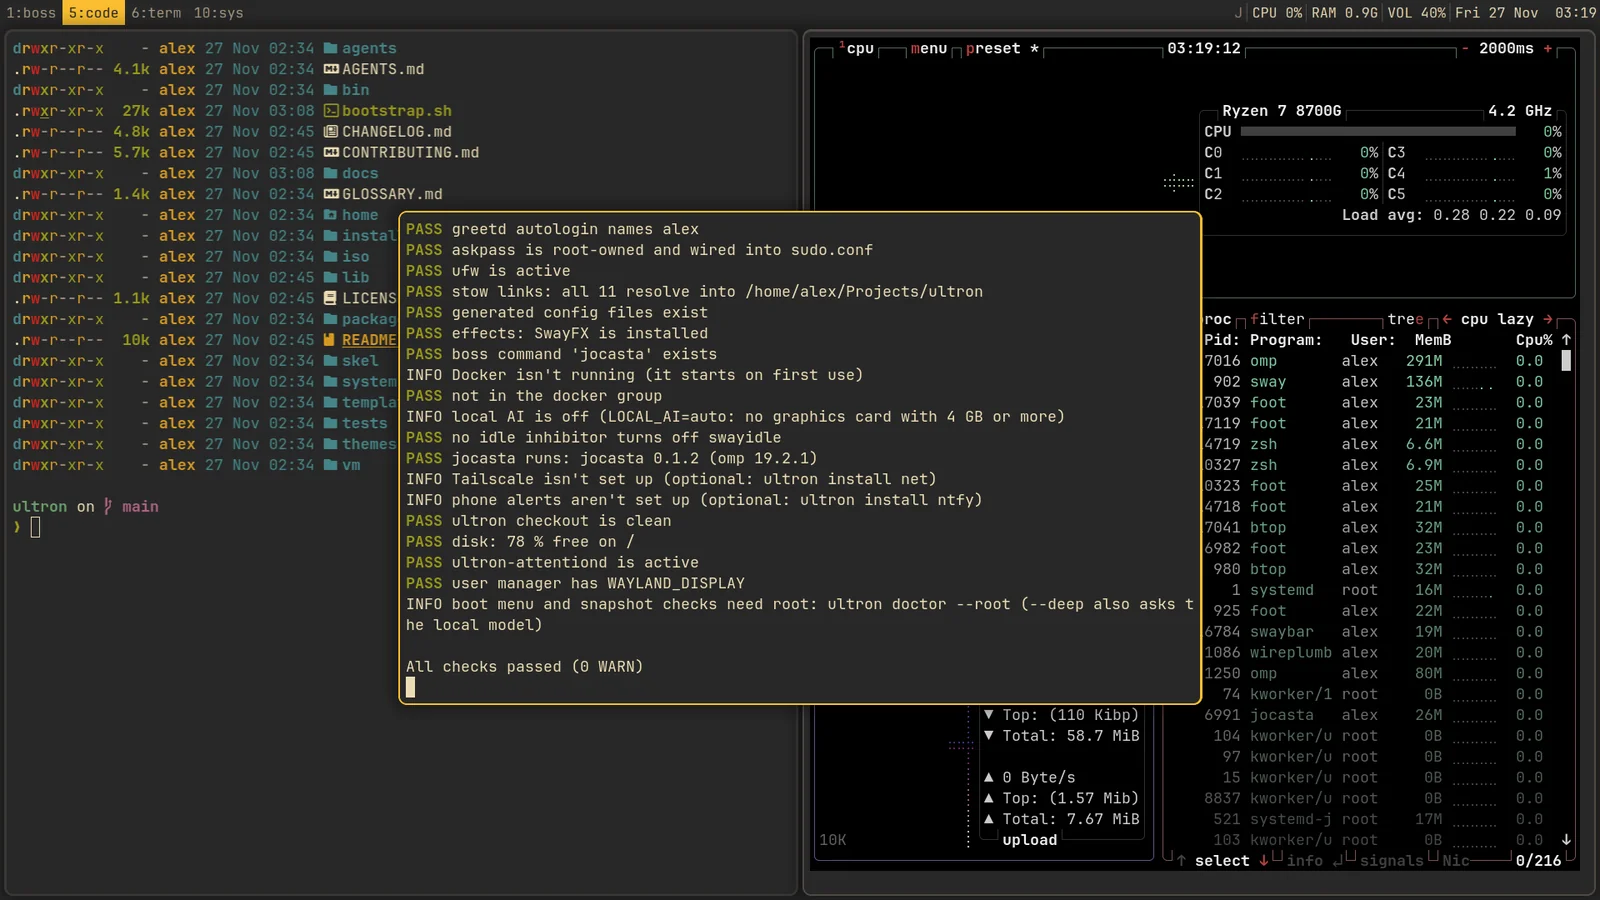 1:boss 5:code 6:term 10:sys
J CPU 0% RAM 0.9G VOL 40% Fri 27 Nov 03:19
drwxr-xr-x - alex 27 Nov 02:34 agents
.rw-r--r-- 4.1k alex 27 Nov 02:34 AGENTS.md
drwxr-xr-x - alex 27 Nov 02:34 bin
.rwxr-xr-x 27k alex 27 Nov 03:08 bootstrap.sh
.rw-r--r-- 4.8k alex 27 Nov 02:45 CHANGELOG.md
.rw-r--r-- 5.7k alex 27 Nov 02:45 CONTRIBUTING.md
drwxr-xr-x - alex 27 Nov 03:08 docs
.rw-r--r-- 1.4k alex 27 Nov 02:34 GLOSSARY.md
drwxr-xr-x - alex 27 Nov 02:34 home
drwxr-xr-x - alex 27 Nov 02:34 instal
drwxr-xr-x - alex 27 Nov 02:34 iso
drwxr-xr-x - alex 27 Nov 02:45 lib
.rw-r--r-- 1.1k alex 27 Nov 02:45 LICENS
drwxr-xr-x - alex 27 Nov 02:34 packag
.rw-r--r-- 10k alex 27 Nov 02:45 README
drwxr-xr-x - alex 27 Nov 02:34 skel
drwxr-xr-x - alex 27 Nov 02:34 system
drwxr-xr-x - alex 27 Nov 02:34 templa
drwxr-xr-x - alex 27 Nov 02:34 tests
drwxr-xr-x - alex 27 Nov 02:34 themes
drwxr-xr-x - alex 27 Nov 02:34 vm
ultron on main
❯
PASS greetd autologin names alex
PASS askpass is root-owned and wired into sudo.conf
PASS ufw is active
PASS stow links: all 11 resolve into /home/alex/Projects/ultron
PASS generated config files exist
PASS effects: SwayFX is installed
PASS boss command 'jocasta' exists
INFO Docker isn't running (it starts on first use)
PASS not in the docker group
INFO local AI is off (LOCAL_AI=auto: no graphics card with 4 GB or more)
PASS no idle inhibitor turns off swayidle
PASS jocasta runs: jocasta 0.1.2 (omp 19.2.1)
INFO Tailscale isn't set up (optional: ultron install net)
INFO phone alerts aren't set up (optional: ultron install ntfy)
PASS ultron checkout is clean
PASS disk: 78 % free on /
PASS ultron-attentiond is active
PASS user manager has WAYLAND_DISPLAY
INFO boot menu and snapshot checks need root: ultron doctor --root (--deep also asks t
he local model)
All checks passed (0 WARN)
¹cpu menu preset * 03:19:12 - 2000ms +
Ryzen 7 8700G 4.2 GHz
CPU 0%
C0 0% C3 0%
C1 0% C4 1%
C2 0% C5 0%
Load avg: 0.28 0.22 0.09
roc filter tree ← cpu lazy →
Pid: Program: User: MemB Cpu% ↑
7016 omp alex 291M 0.0
902 sway alex 136M 0.0
7039 foot alex 23M 0.0
7119 foot alex 21M 0.0
4719 zsh alex 6.6M 0.0
0327 zsh alex 6.9M 0.0
0323 foot alex 25M 0.0
4718 foot alex 21M 0.0
7041 btop alex 32M 0.0
6982 foot alex 23M 0.0
980 btop alex 32M 0.0
1 systemd root 16M 0.0
925 foot alex 22M 0.0
6784 swaybar alex 19M 0.0
1086 wireplumb alex 20M 0.0
1250 omp alex 80M 0.0
74 kworker/1 root 0B 0.0
6991 jocasta alex 26M 0.0
104 kworker/u root 0B 0.0
97 kworker/u root 0B 0.0
15 kworker/u root 0B 0.0
8837 kworker/u root 0B 0.0
521 systemd-j root 17M 0.0
103 kworker/u root 0B 0.0 ↓
↑ select ↓ info ↲ signals Nic 0/216
▼ Top: (110 Kibp)
▼ Total: 58.7 MiB
▲ 0 Byte/s
▲ Top: (1.57 Mib)
▲ Total: 7.67 MiB
10K upload